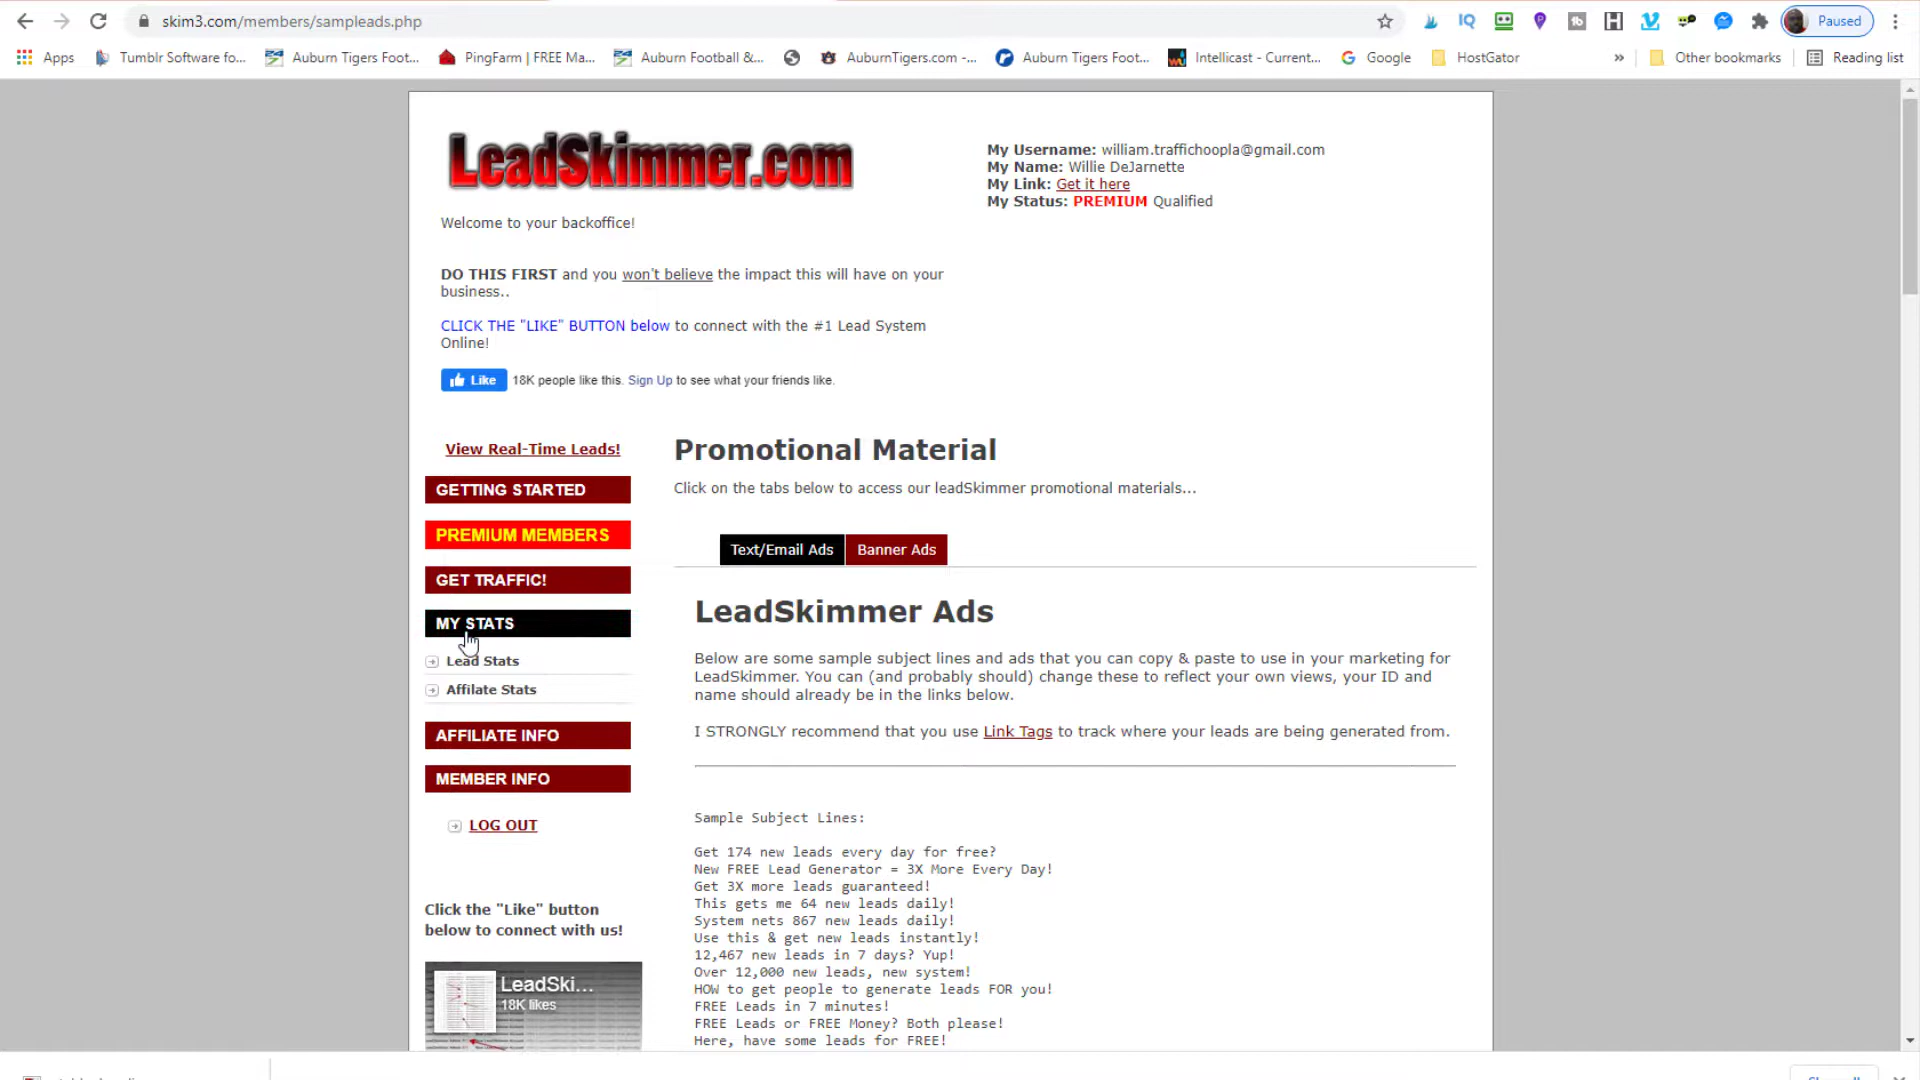 skim3.com/members/sampleads.php
Paused
Apps
Tumblr Software fo...
Auburn Tigers Foot...
PingFarm | FREE Ma...
Auburn Football &...
AuburnTigers.com -...
Auburn Tigers Foot...
Intellicast - Current...
Google
HostGator
»
Other bookmarks
Reading list
LeadSkimmer.com
My Username: william.traffichoopla@gmail.com
My Name: Willie DeJarnette
My Link: Get it here
My Status: PREMIUM Qualified
Welcome to your backoffice!
DO THIS FIRST and you won't believe the impact this will have on your
business..
CLICK THE "LIKE" BUTTON below to connect with the #1 Lead System
Online!
Like 18K people like this. Sign Up to see what your friends like.
View Real-Time Leads!
GETTING STARTED
PREMIUM MEMBERS
GET TRAFFIC!
MY STATS
Lead Stats
Affilate Stats
AFFILIATE INFO
MEMBER INFO
LOG OUT
Click the "Like" button
below to connect with us!
LeadSki...
18K likes
Promotional Material
Click on the tabs below to access our leadSkimmer promotional materials...
Text/Email Ads
Banner Ads
LeadSkimmer Ads
Below are some sample subject lines and ads that you can copy & paste to use in your marketing for
LeadSkimmer. You can (and probably should) change these to reflect your own views, your ID and
name should already be in the links below.
I STRONGLY recommend that you use Link Tags to track where your leads are being generated from.
Sample Subject Lines:
Get 174 new leads every day for free?
New FREE Lead Generator = 3X More Every Day!
Get 3X more leads guaranteed!
This gets me 64 new leads daily!
System nets 867 new leads daily!
Use this & get new leads instantly!
12,467 new leads in 7 days? Yup!
Over 12,000 new leads, new system!
HOW to get people to generate leads FOR you!
FREE Leads in 7 minutes!
FREE Leads or FREE Money? Both please!
Here, have some leads for FREE!